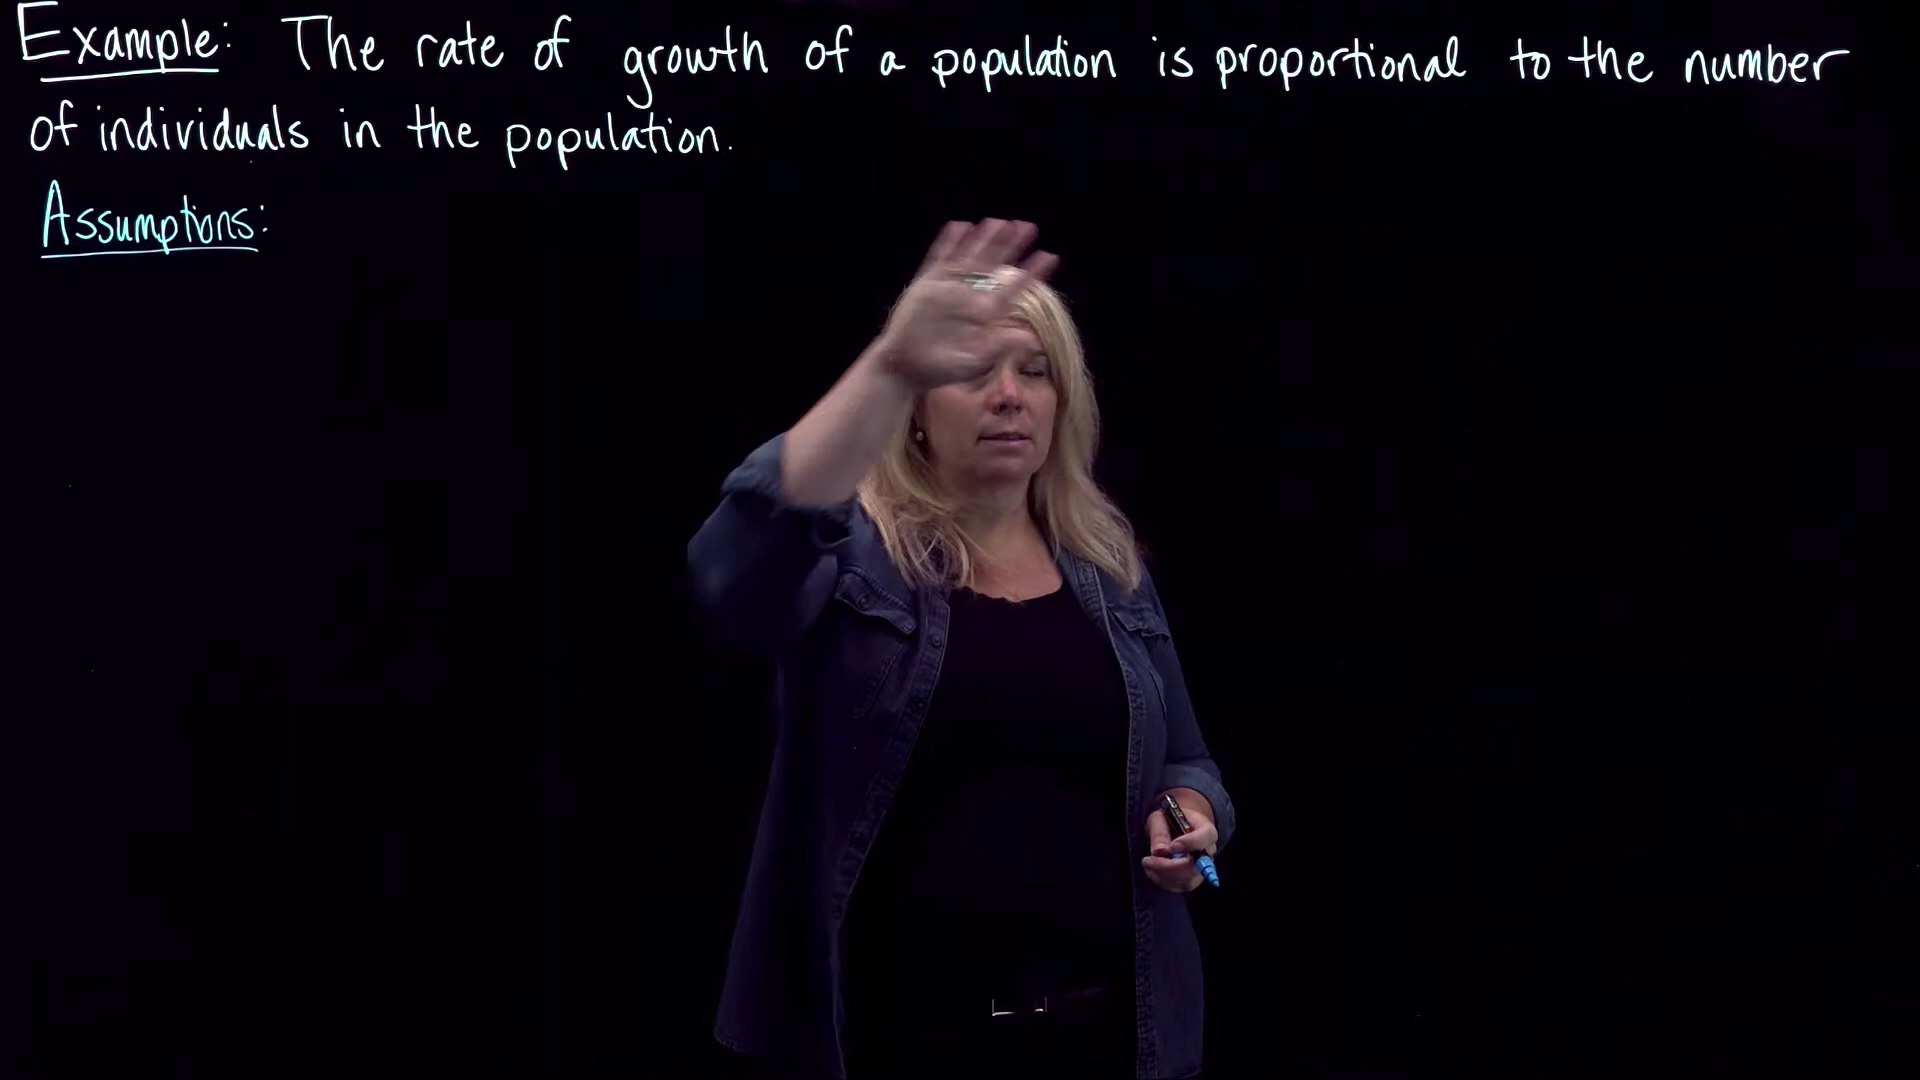 Example: The rate of growth of a population is proportional to the number
of individuals in the population.
Assumptions: